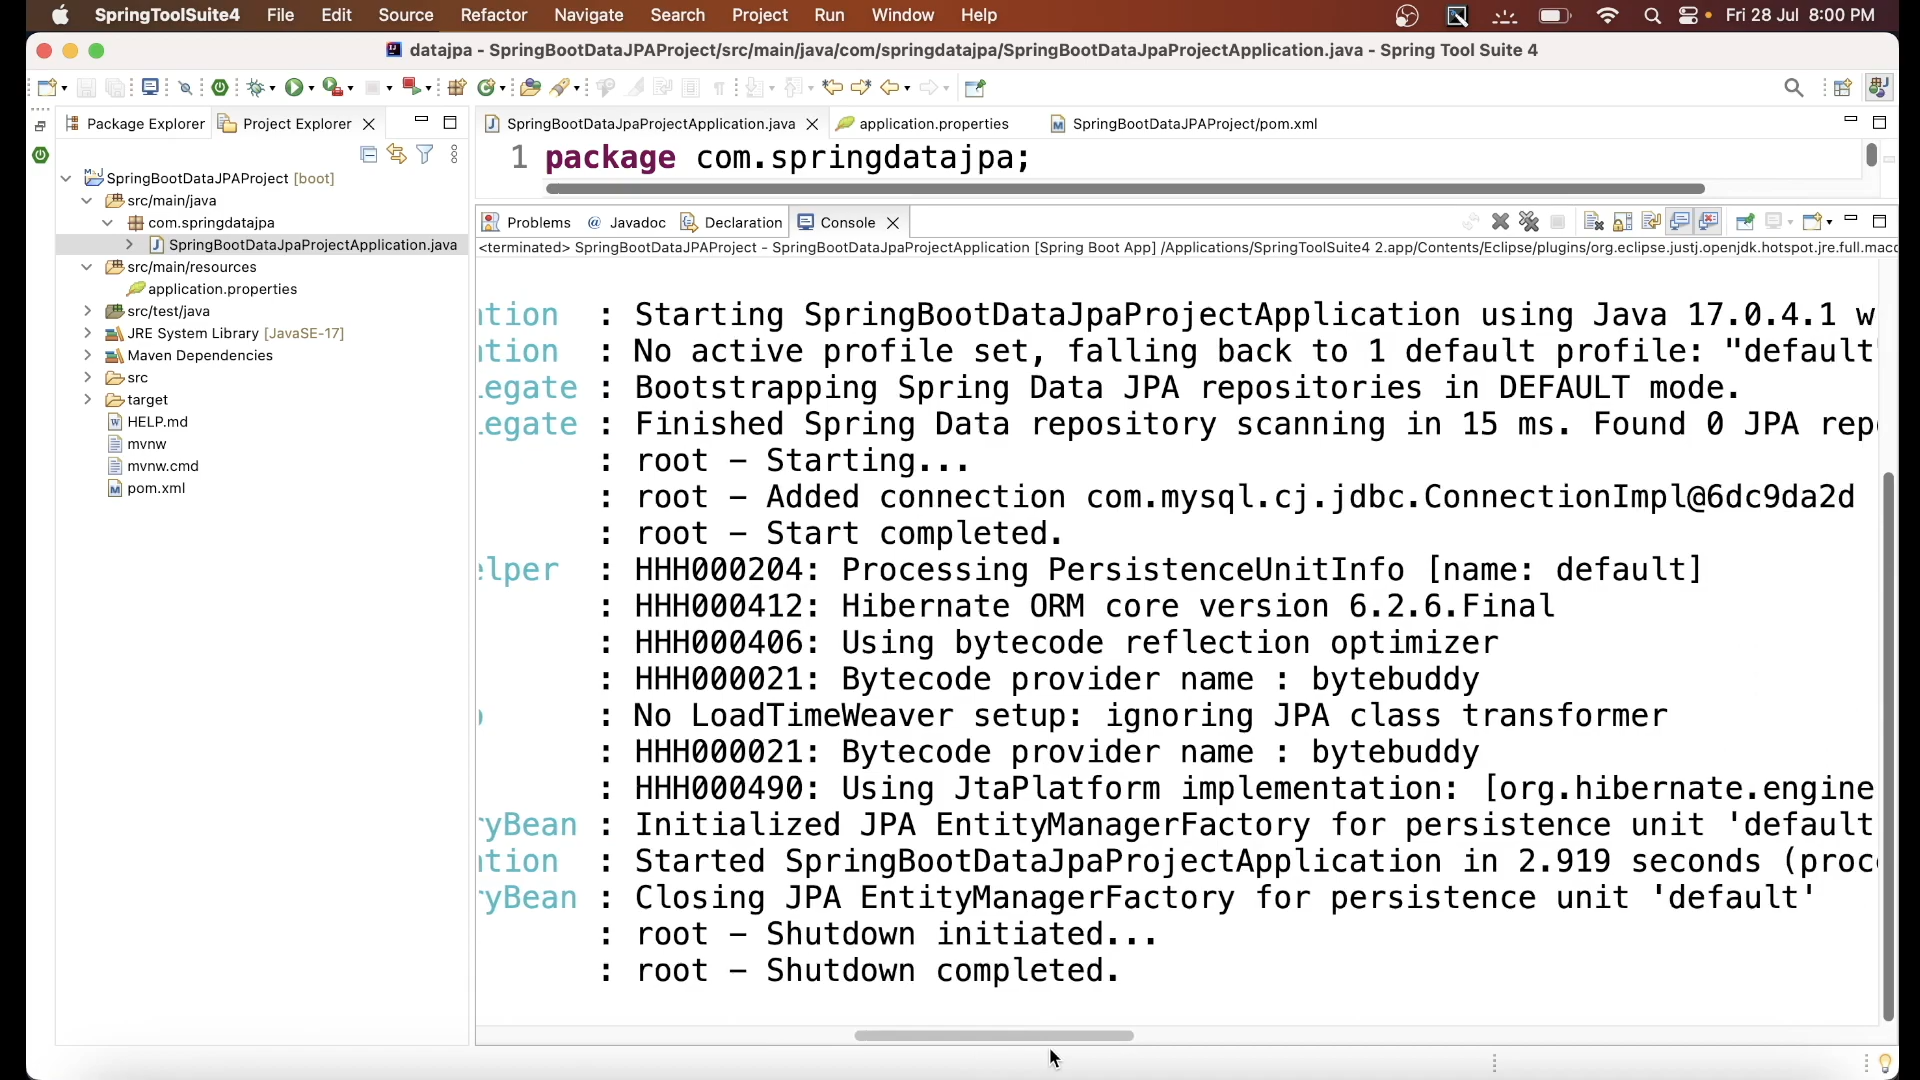 SpringToolSuite4 File Edit Source Refactor Navigate Search Project Run Window Help Fri 28 Jul 8:00 PM
datajpa - SpringBootDataJPAProject/src/main/java/com/springdatajpa/SpringBootDataJpaProjectApplication.java - Spring Tool Suite 4
Package Explorer Project Explorer
SpringBootDataJpaProjectApplication.java application.properties SpringBootDataJPAProject/pom.xml
1 package com.springdatajpa;
SpringBootDataJPAProject [boot]
src/main/java
com.springdatajpa
SpringBootDataJpaProjectApplication.java
src/main/resources
application.properties
src/test/java
JRE System Library [JavaSE-17]
Maven Dependencies
src
target
HELP.md
mvnw
mvnw.cmd
pom.xml
Problems @ Javadoc Declaration Console
<terminated> SpringBootDataJPAProject - SpringBootDataJpaProjectApplication [Spring Boot App] /Applications/SpringToolSuite4 2.app/Contents/Eclipse/plugins/org.eclipse.justj.openjdk.hotspot.jre.full.macc
ation : Starting SpringBootDataJpaProjectApplication using Java 17.0.4.1 w
ation : No active profile set, falling back to 1 default profile: "default"
legate : Bootstrapping Spring Data JPA repositories in DEFAULT mode.
legate : Finished Spring Data repository scanning in 15 ms. Found 0 JPA rep
: root - Starting...
: root - Added connection com.mysql.cj.jdbc.ConnectionImpl@6dc9da2d
: root - Start completed.
elper : HHH000204: Processing PersistenceUnitInfo [name: default]
: HHH000412: Hibernate ORM core version 6.2.6.Final
: HHH000406: Using bytecode reflection optimizer
: HHH000021: Bytecode provider name : bytebuddy
: No LoadTimeWeaver setup: ignoring JPA class transformer
: HHH000021: Bytecode provider name : bytebuddy
: HHH000490: Using JtaPlatform implementation: [org.hibernate.engine
ryBean : Initialized JPA EntityManagerFactory for persistence unit 'default
ation : Started SpringBootDataJpaProjectApplication in 2.919 seconds (proc
ryBean : Closing JPA EntityManagerFactory for persistence unit 'default'
: root - Shutdown initiated...
: root - Shutdown completed.